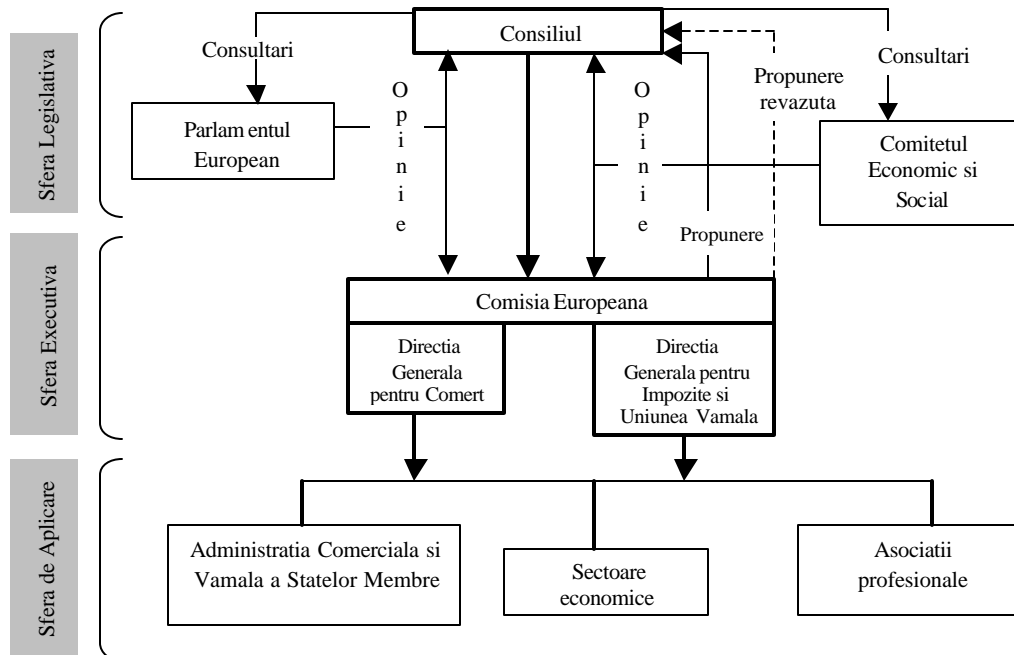 Sfera Legislativa
Consiliul
Consultari
Consultari
Opinie
Opinie
Propunere
revazuta
Parlam entul
European
Comitetul
Economic si
Social
Propunere
Sfera Executiva
Comisia Europeana
Directia
Generala
pentru Comert
Directia
Generala pentru
Impozite si
Uniunea Vamala
Sfera de Aplicare
Administratia Comerciala si
Vamala a Statelor Membre
Sectoare
economice
Asociatii
profesionale